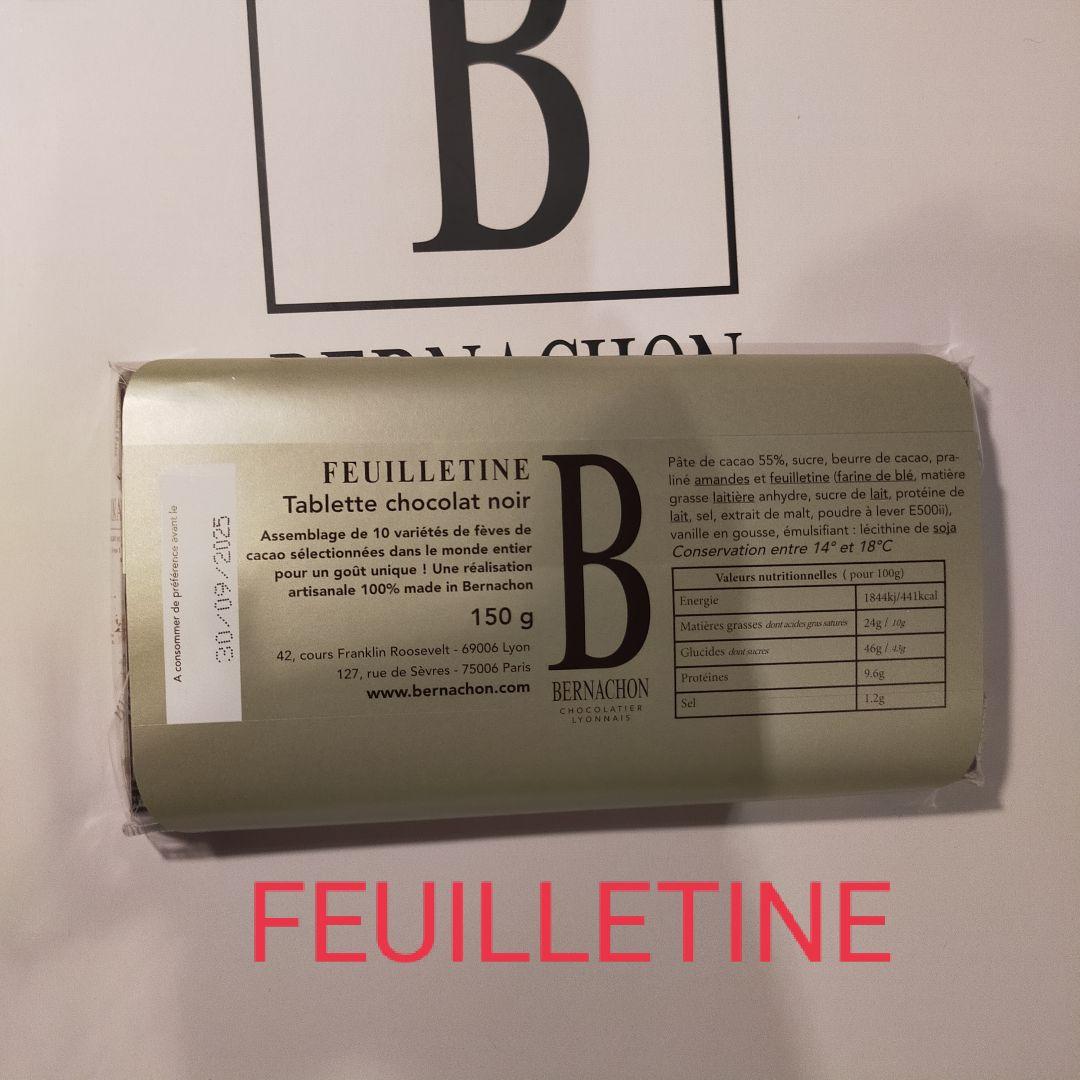 B
BERNACHON
FEUILLETINE
Tablette chocolat noir
Assemblage de 10 variétés de fèves de
cacao sélectionnées dans le monde entier
pour un goût unique ! Une réalisation
artisanale 100% made in Bernachon
150 g
42, cours Franklin Roosevelt - 69006 Lyon
127, rue de Sèvres - 75006 Paris
www.bernachon.com
A consommer de préférence avant le
30/09/2025
B
BERNACHON
CHOCOLATIER
LYONNAIS
Pâte de cacao 55%, sucre, beurre de cacao, pra-
liné amandes et feuilletine (farine de blé, matière
grasse laitière anhydre, sucre de lait, protéine de
lait, sel, extrait de malt, poudre à lever E500ii),
vanille en gousse, émulsifiant : lécithine de soja
Conservation entre 14° et 18°C
Valeurs nutritionnelles ( pour 100g)
Energie 1844kj/441kcal
Matières grasses dont acides gras saturés 24g / 10g
Glucides dont sucres 46g /
Protéines 9.6g
Sel 1.2g
FEUILLETINE